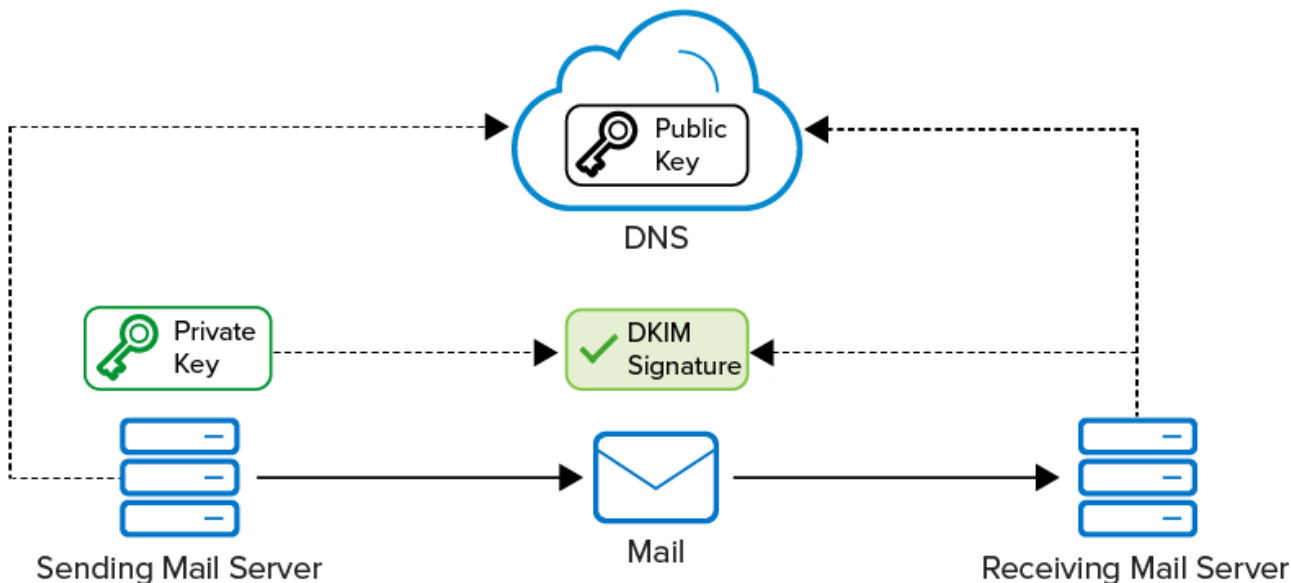 Public
Key
DNS
Private
Key
DKIM
Signature
Sending Mail Server
Mail
Receiving Mail Server